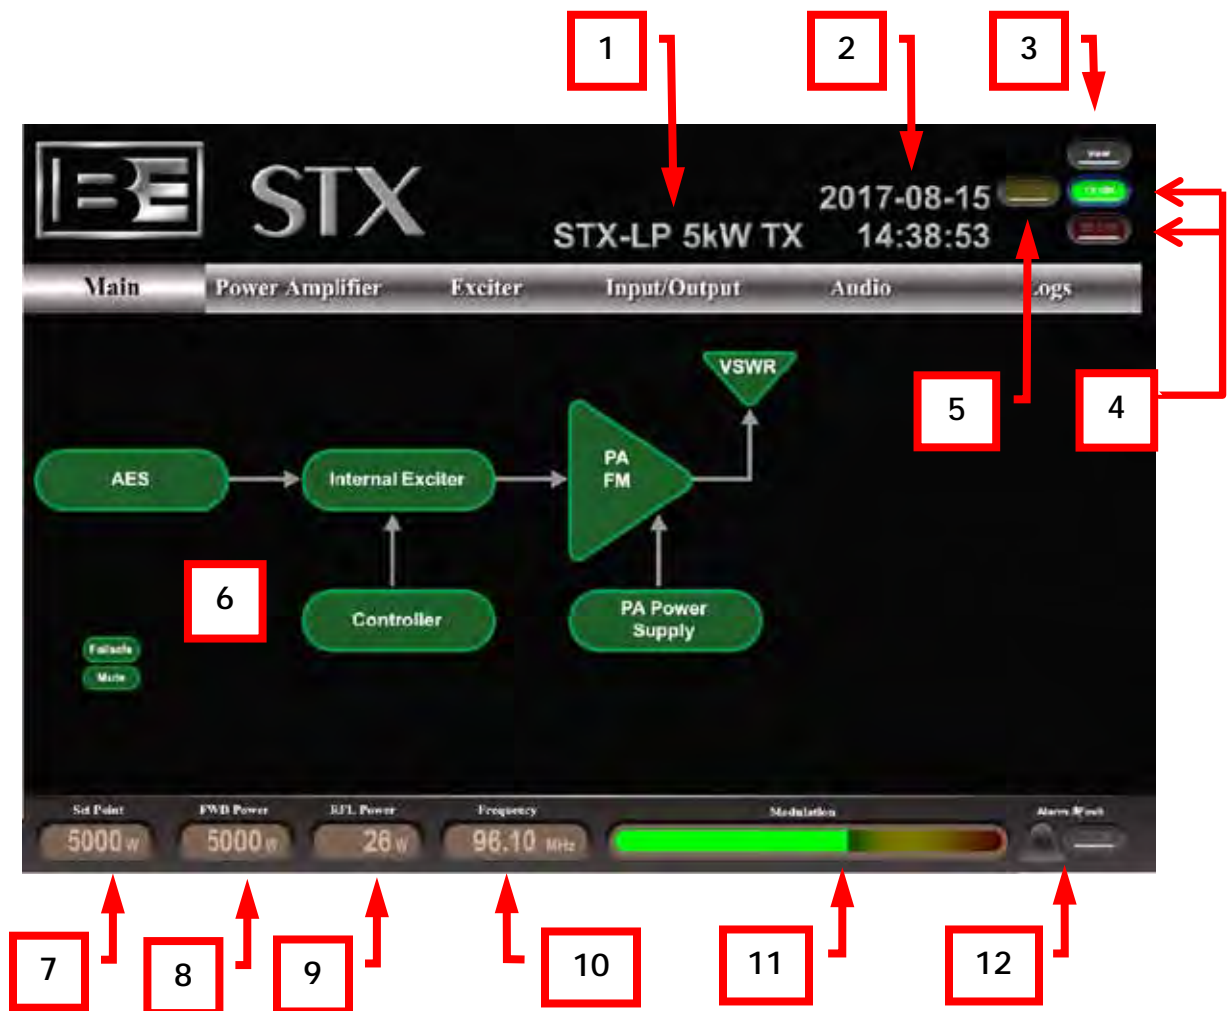 1
2
3
BE
STX
STX-LP 5kW TX
2017-08-15
14:38:53
Main
Power Amplifier
Exciter
Input/Output
Audio
Logs
5
4
VSWR
AES
Internal Exciter
PA
FM
6
Controller
PA Power
Supply
Failsafe
Mute
Set Point
FWD Power
RFL Power
Frequency
Modulation
5000 W
5000 W
26 W
96.10 MHz
7
8
9
10
11
12